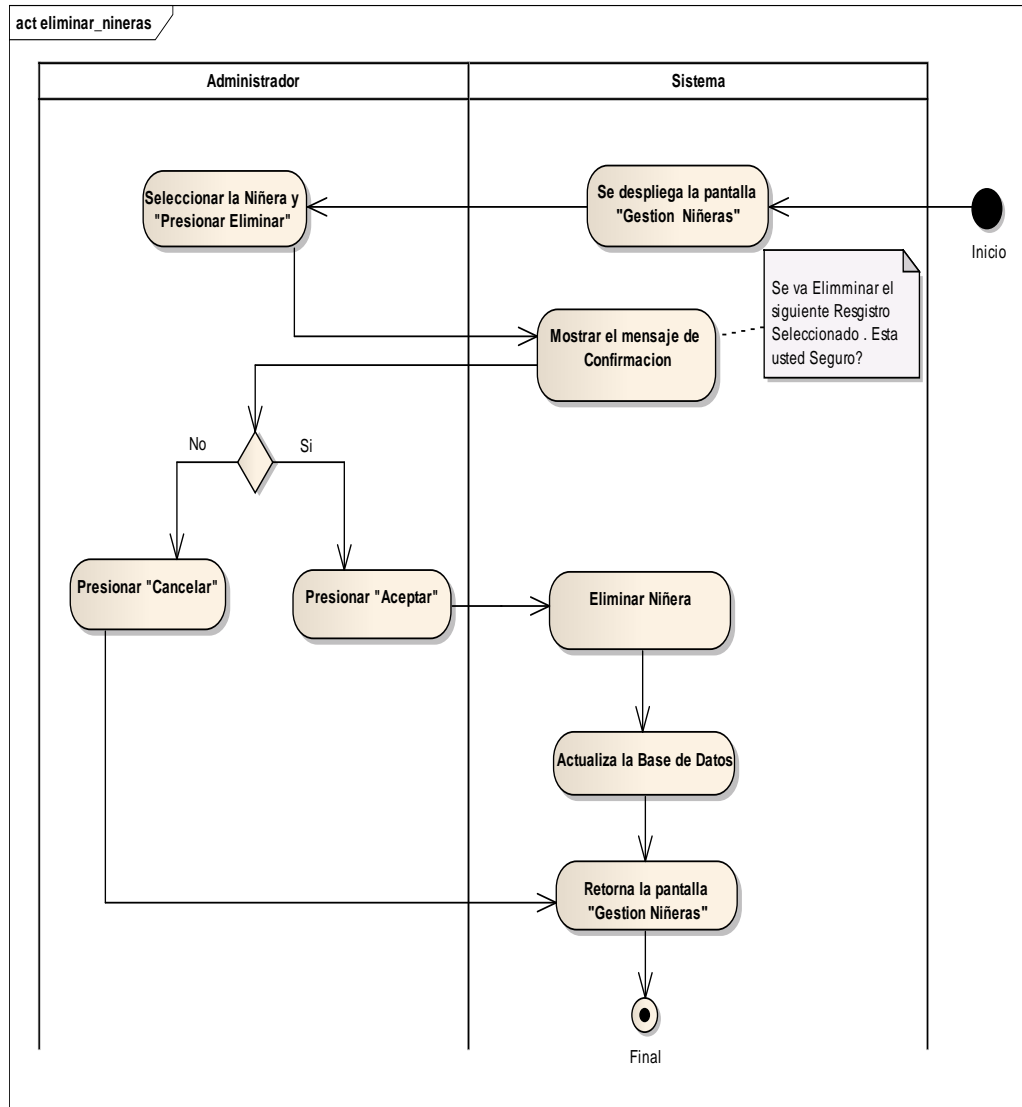 act eliminar_nineras
Administrador
Sistema
Seleccionar la Niñera y
"Presionar Eliminar"
Se despliega la pantalla
"Gestion Niñeras"
Inicio
Se va Elimminar el
siguiente Resgistro
Seleccionado . Esta
usted Seguro?
Mostrar el mensaje de
Confirmacion
No
Si
Presionar "Cancelar"
Presionar "Aceptar"
Eliminar Niñera
Actualiza la Base de Datos
Retorna la pantalla
"Gestion Niñeras"
Final